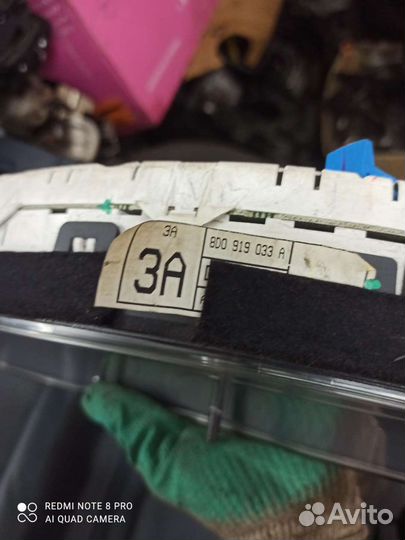 3A
8D0 919 033 A
3A
REDMI NOTE 8 PRO
AI QUAD CAMERA
Avito